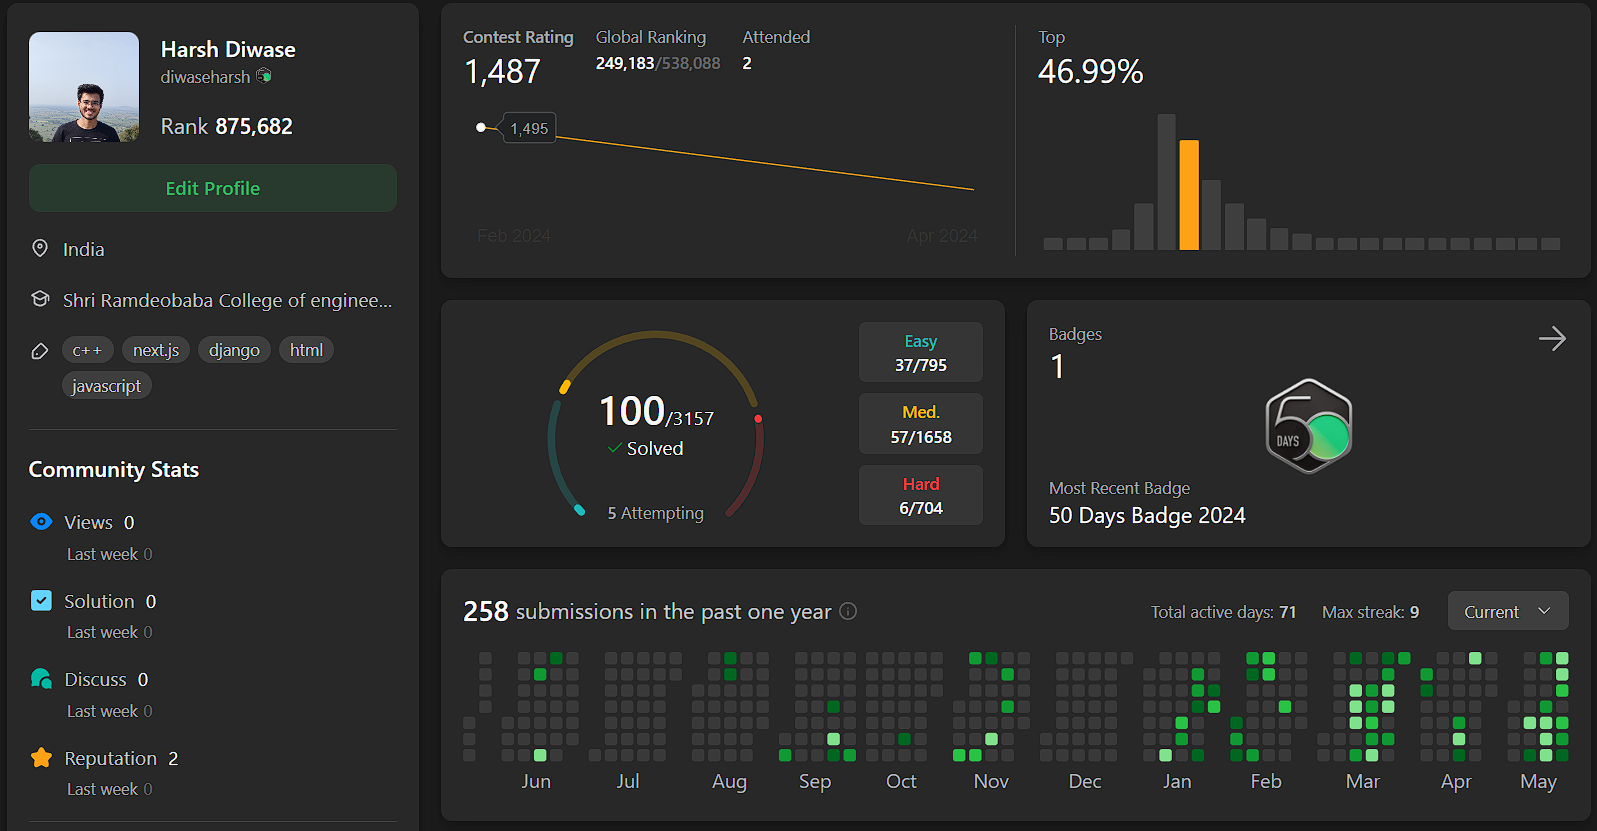 Harsh Diwase
diwaseharsh
Rank 875,682
Edit Profile
India
Shri Ramdeobaba College of enginee...
c++ next.js django html
javascript
Community Stats
Views 0
Last week 0
Solution 0
Last week 0
Discuss 0
Last week 0
Reputation 2
Last week 0
Contest Rating Global Ranking Attended
1,487 249,183/538,088 2
1,495
Feb 2024 Apr 2024
Top
46.99%
100/3157
Solved
5 Attempting
Easy
37/795
Med.
57/1658
Hard
6/704
Badges
1
50
DAYS
Most Recent Badge
50 Days Badge 2024
258 submissions in the past one year
Total active days: 71 Max streak: 9 Current
Jun Jul Aug Sep Oct Nov Dec Jan Feb Mar Apr May